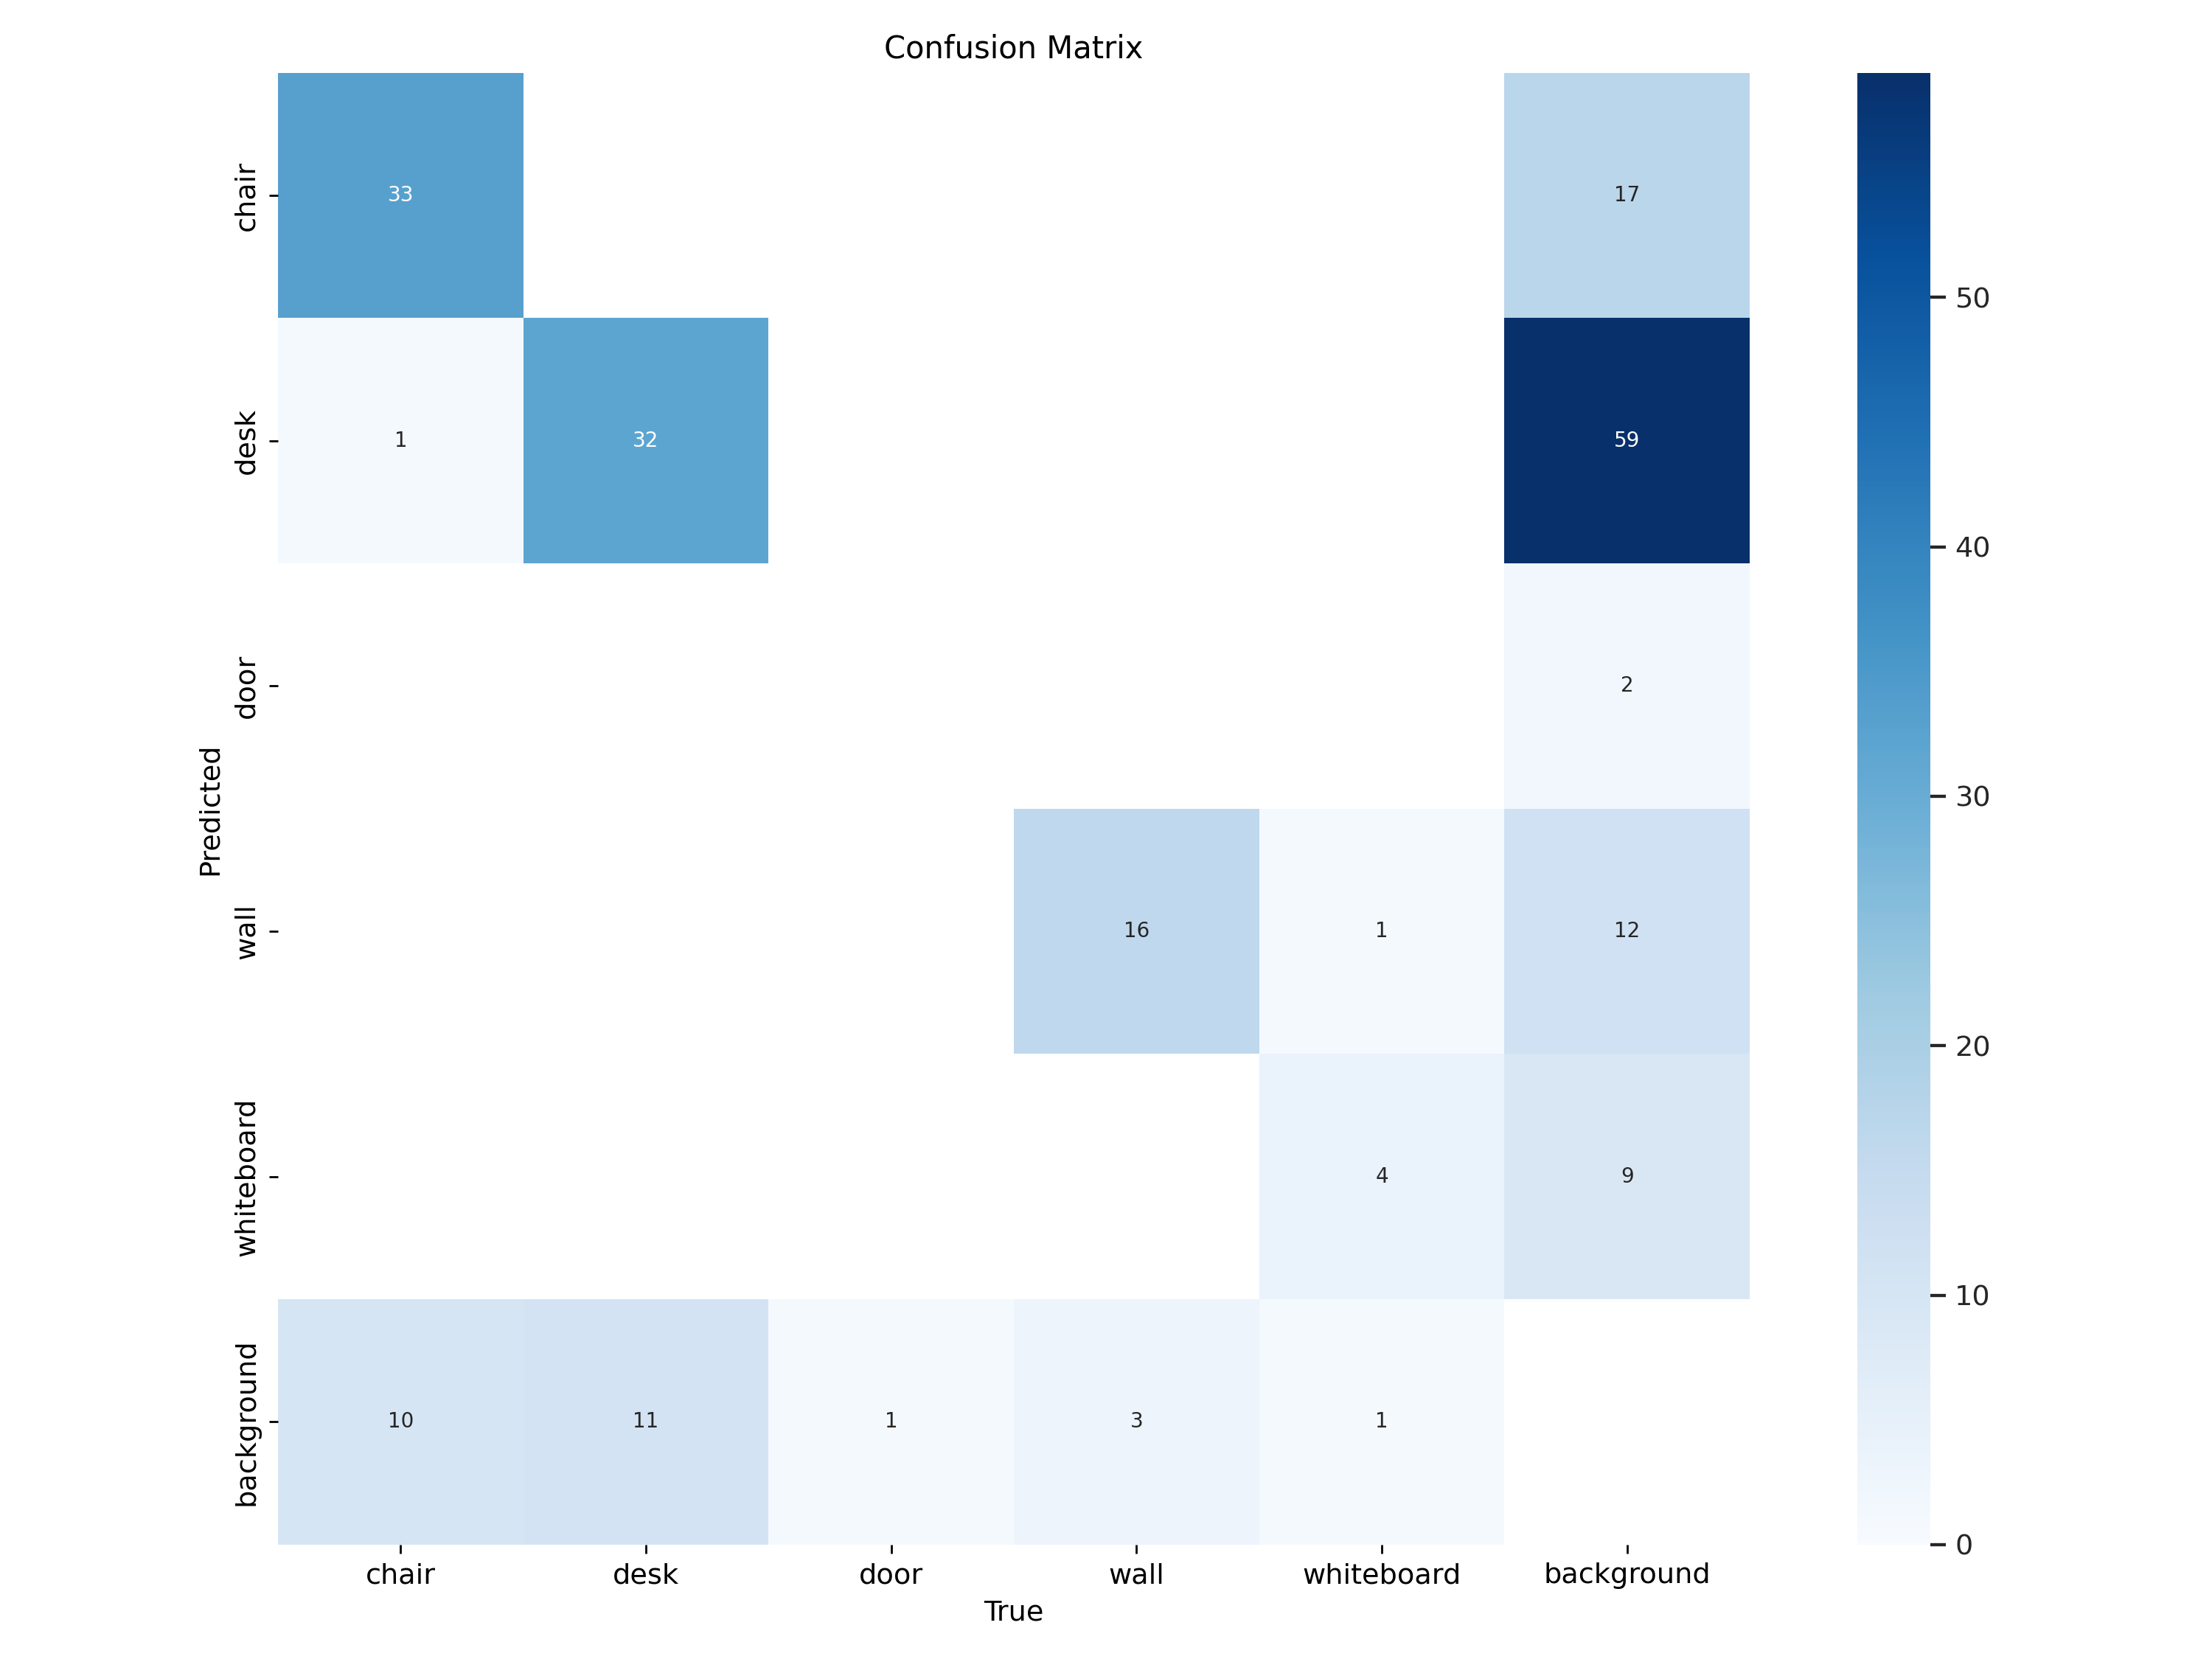 Confusion Matrix
chair
33
17
desk
1
32
59
door
2
wall
16
1
12
whiteboard
4
9
background
10
11
1
3
1
chair
desk
door
wall
whiteboard
background
True
Predicted
50
40
30
20
10
0